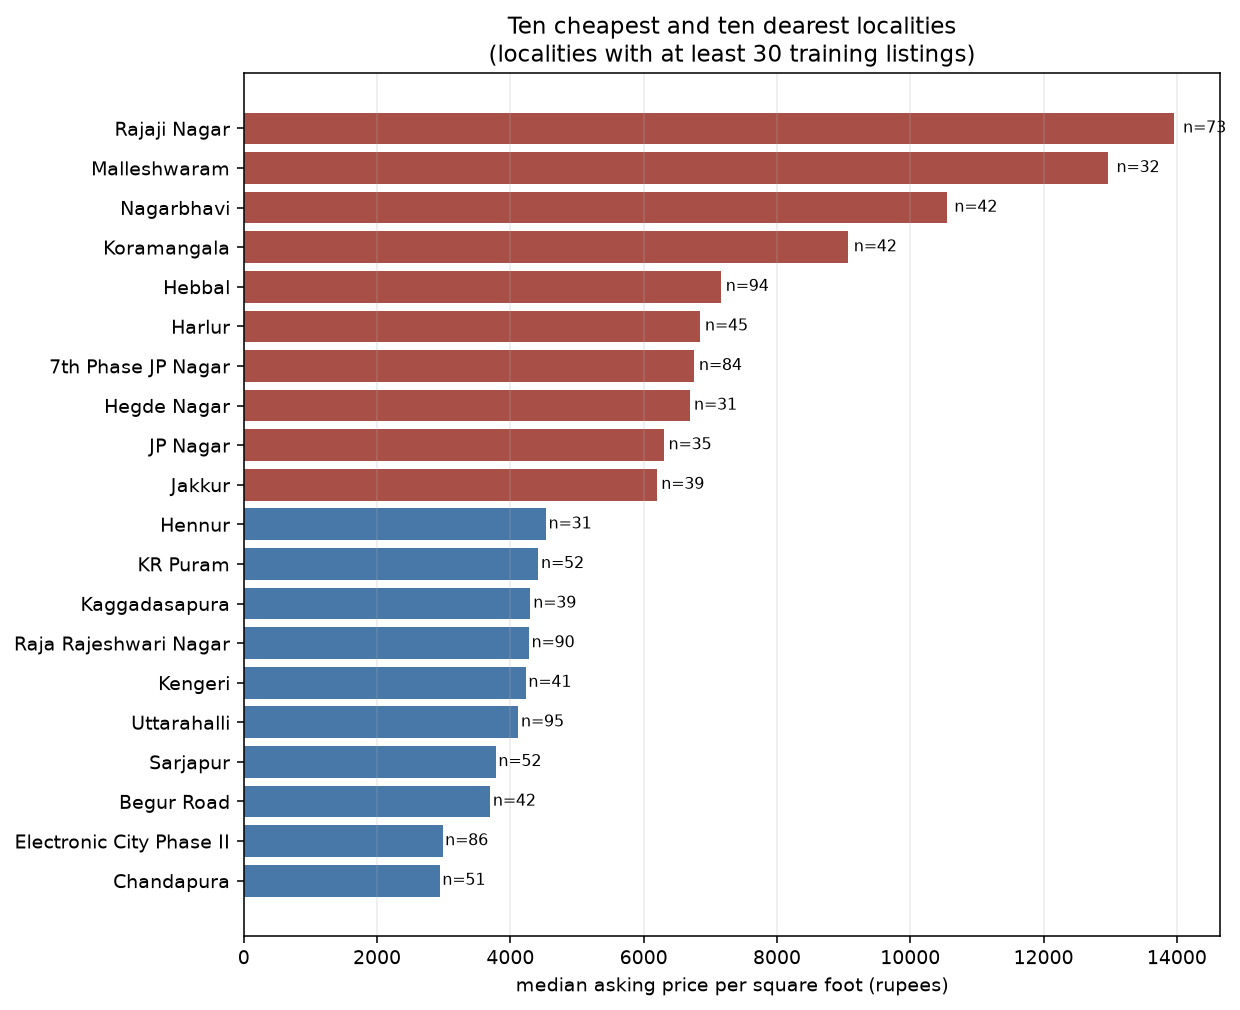 Ten cheapest and ten dearest localities
(localities with at least 30 training listings)
Rajaji Nagar n=73
Malleshwaram n=32
Nagarbhavi n=42
Koramangala n=42
Hebbal n=94
Harlur n=45
7th Phase JP Nagar n=84
Hegde Nagar n=31
JP Nagar n=35
Jakkur n=39
Hennur n=31
KR Puram n=52
Kaggadasapura n=39
Raja Rajeshwari Nagar n=90
Kengeri n=41
Uttarahalli n=95
Sarjapur n=52
Begur Road n=42
Electronic City Phase II n=86
Chandapura n=51
0 2000 4000 6000 8000 10000 12000 14000
median asking price per square foot (rupees)